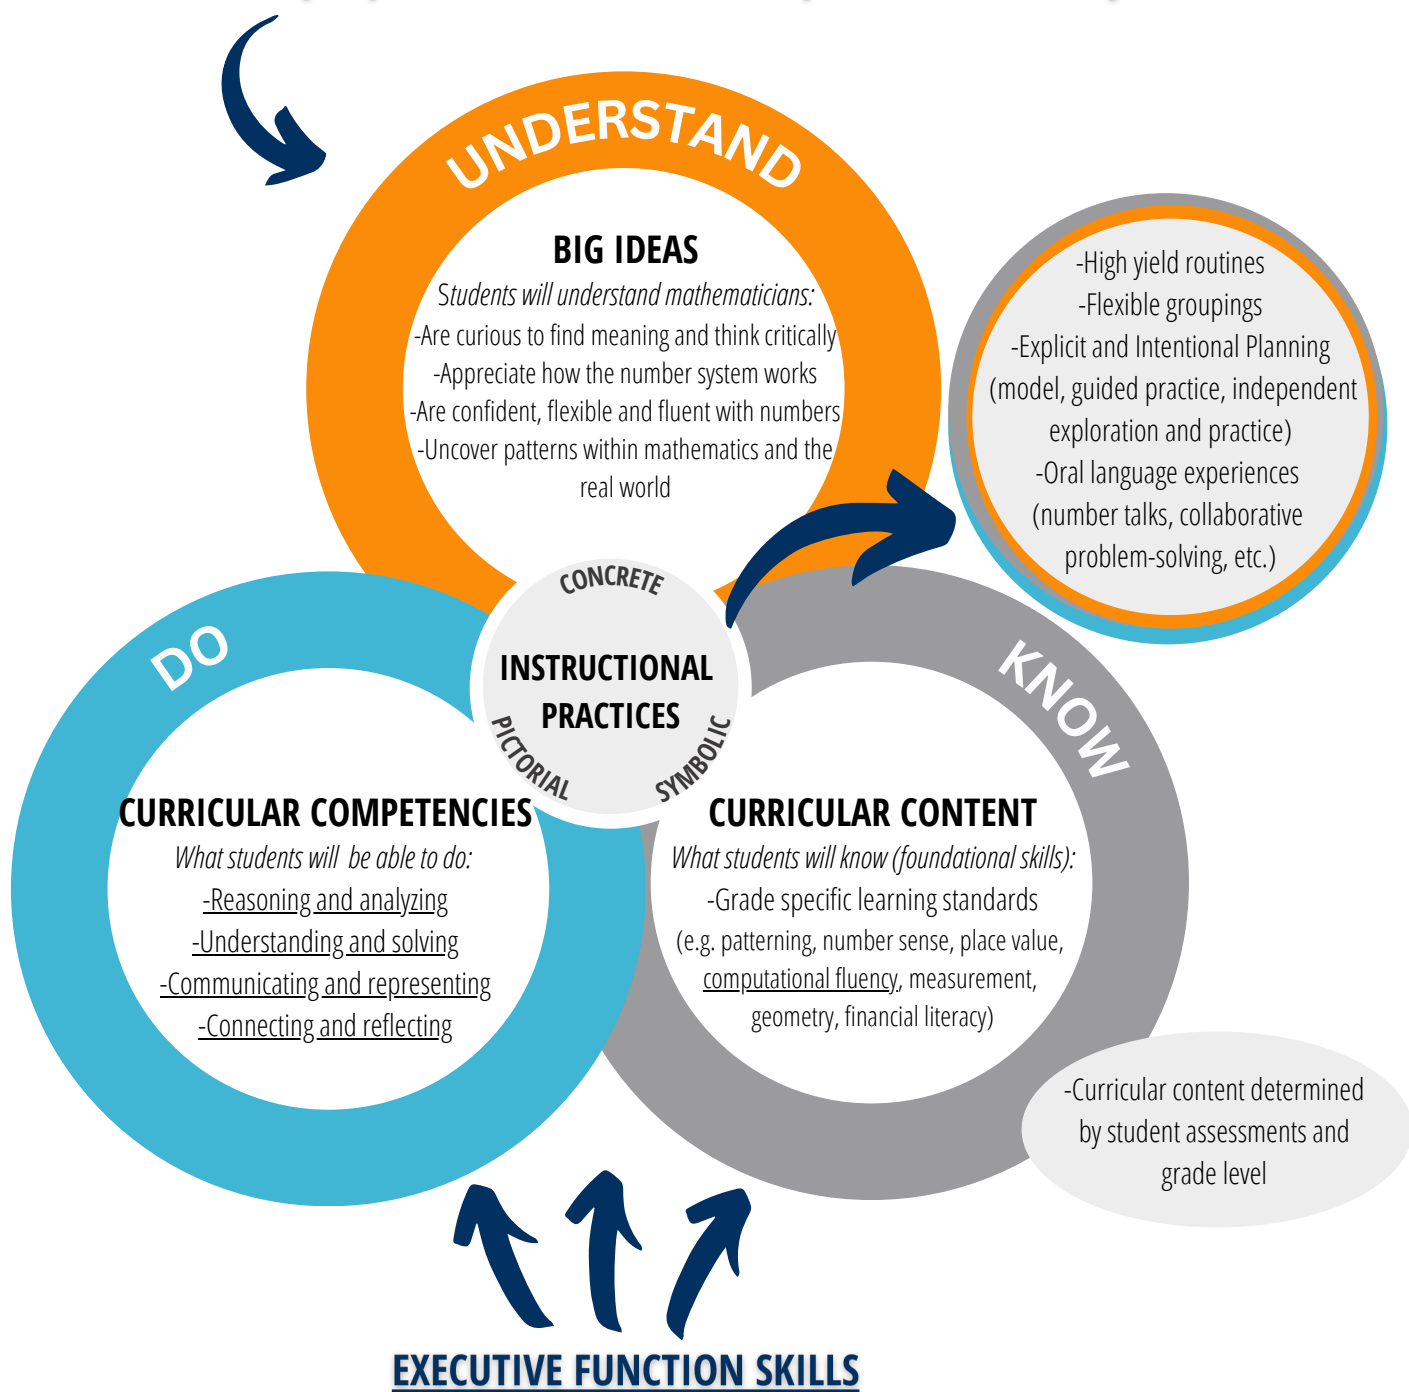 UNDERSTAND
BIG IDEAS
Students will understand mathematicians:
-Are curious to find meaning and think critically
-Appreciate how the number system works
-Are confident, flexible and fluent with numbers
-Uncover patterns within mathematics and the
real world
-High yield routines
-Flexible groupings
-Explicit and Intentional Planning
(model, guided practice, independent
exploration and practice)
-Oral language experiences
(number talks, collaborative
problem-solving, etc.)
CONCRETE
INSTRUCTIONAL
PRACTICES
PICTORIAL
SYMBOLIC
DO
CURRICULAR COMPETENCIES
What students will be able to do:
-Reasoning and analyzing
-Understanding and solving
-Communicating and representing
-Connecting and reflecting
KNOW
CURRICULAR CONTENT
What students will know (foundational skills):
-Grade specific learning standards
(e.g. patterning, number sense, place value,
computational fluency, measurement,
geometry, financial literacy)
-Curricular content determined
by student assessments and
grade level
EXECUTIVE FUNCTION SKILLS